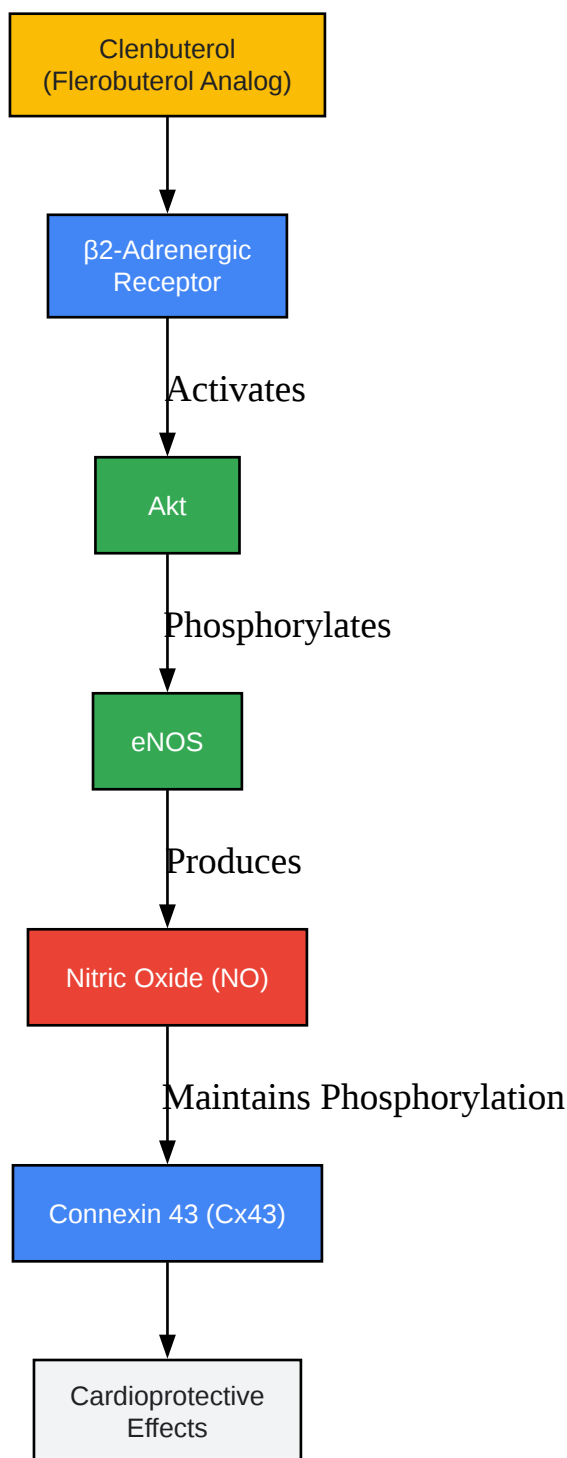 Clenbuterol
(Flerobuterol Analog)
β2-Adrenergic
Receptor
Activates
Akt
Phosphorylates
eNOS
Produces
Nitric Oxide (NO)
Maintains Phosphorylation
Connexin 43 (Cx43)
Cardioprotective
Effects